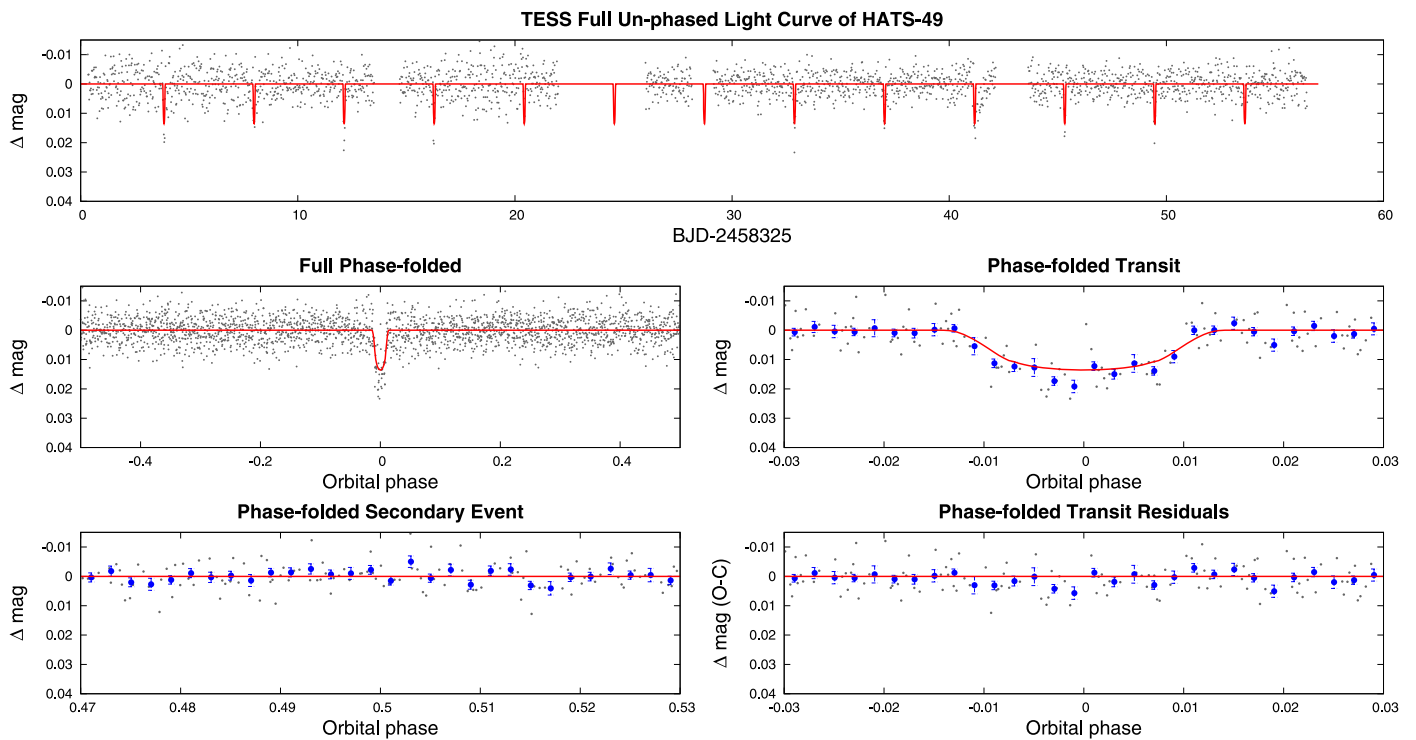 TESS Full Un-phased Light Curve of HATS-49
-0.01
0
0.01
0.02
0.03
0.04
Δ mag
0 10 20 30 40 50 60
BJD-2458325
Full Phase-folded
-0.01
0
0.01
0.02
0.03
0.04
Δ mag
-0.4 -0.2 0 0.2 0.4
Orbital phase
Phase-folded Transit
-0.01
0
0.01
0.02
0.03
0.04
Δ mag
-0.03 -0.02 -0.01 0 0.01 0.02 0.03
Orbital phase
Phase-folded Secondary Event
-0.01
0
0.01
0.02
0.03
0.04
Δ mag
0.47 0.48 0.49 0.5 0.51 0.52 0.53
Orbital phase
Phase-folded Transit Residuals
-0.01
0
0.01
0.02
0.03
0.04
Δ mag (O-C)
-0.03 -0.02 -0.01 0 0.01 0.02 0.03
Orbital phase